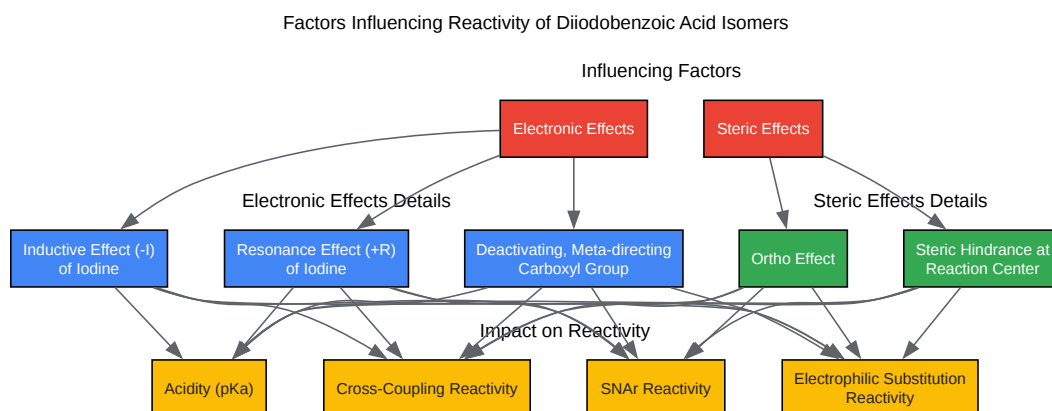 Factors Influencing Reactivity of Diiodobenzoic Acid Isomers
Influencing Factors
Electronic Effects
Steric Effects
Electronic Effects Details
Steric Effects Details
Inductive Effect (-I)
of Iodine
Resonance Effect (+R)
of Iodine
Deactivating, Meta-directing
Carboxyl Group
Ortho Effect
Steric Hindrance at
Reaction Center
Impact on Reactivity
Acidity (pKa)
Cross-Coupling Reactivity
SNAr Reactivity
Electrophilic Substitution
Reactivity